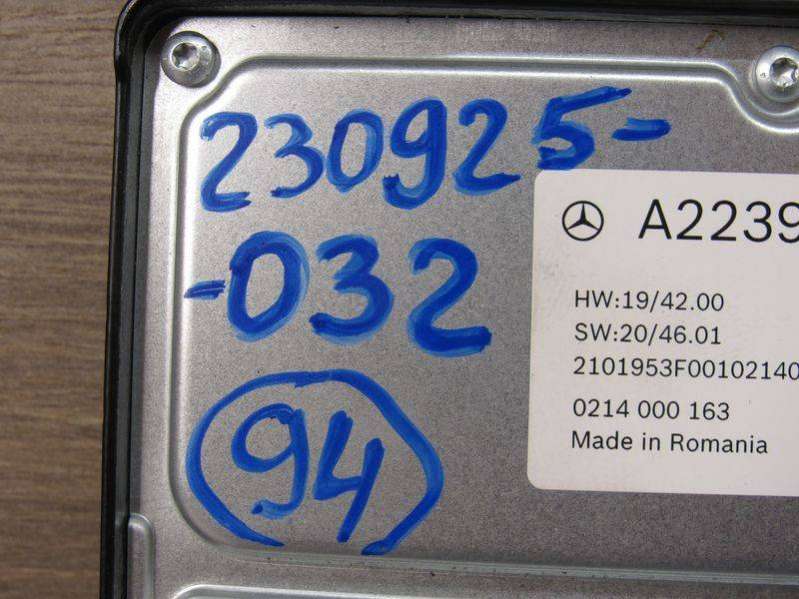 230925-
-032
94
A2239
HW:19/42.00
SW:20/46.01
2101953F00102140
0214 000 163
Made in Romania